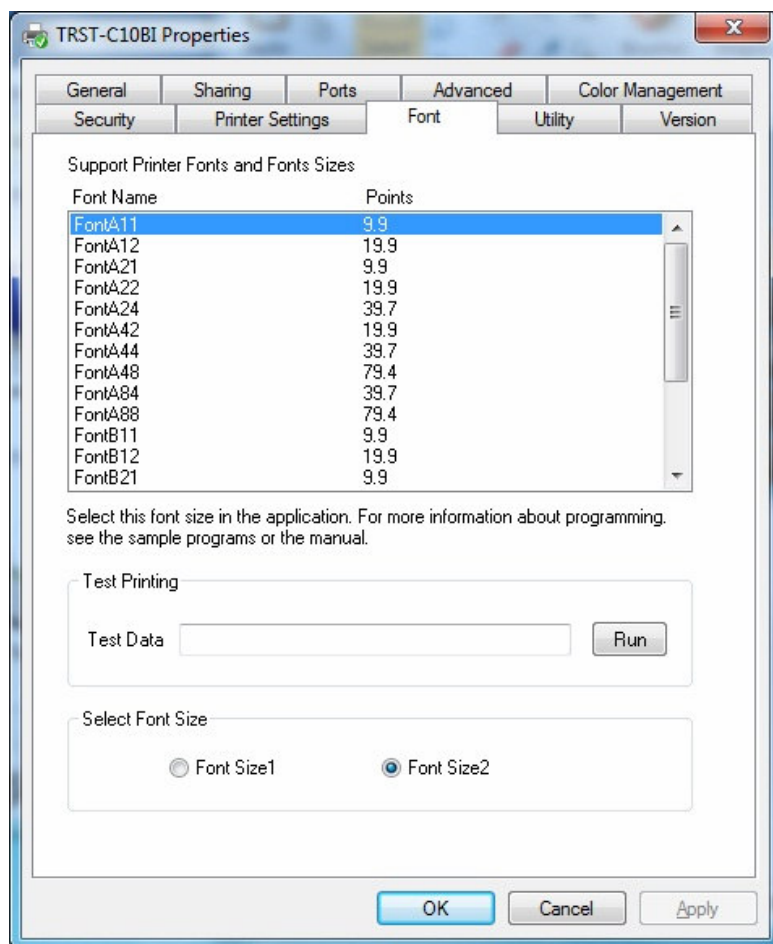 TRST-C10BI Properties
General Sharing Ports Advanced Color Management
Security Printer Settings Font Utility Version
Support Printer Fonts and Fonts Sizes
Font Name Points
FontA11 9.9
FontA12 19.9
FontA21 9.9
FontA22 19.9
FontA24 39.7
FontA42 19.9
FontA44 39.7
FontA48 79.4
FontA84 39.7
FontA88 79.4
FontB11 9.9
FontB12 19.9
FontB21 9.9
Select this font size in the application. For more information about programming.
see the sample programs or the manual.
Test Printing
Test Data Run
Select Font Size
Font Size1 Font Size2
OK Cancel Apply